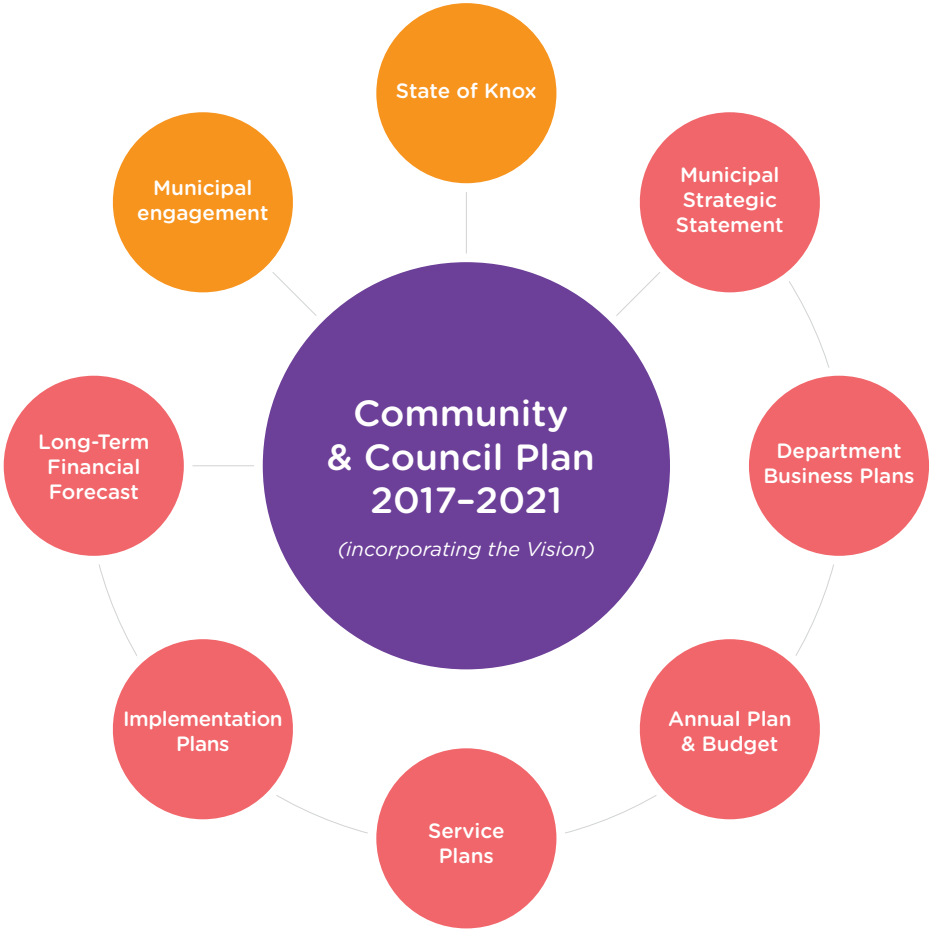 State of Knox
Municipal
engagement
Municipal
Strategic
Statement
Community
& Council Plan
2017–2021
(incorporating the Vision)
Long-Term
Financial
Forecast
Department
Business Plans
Implementation
Plans
Annual Plan
& Budget
Service
Plans